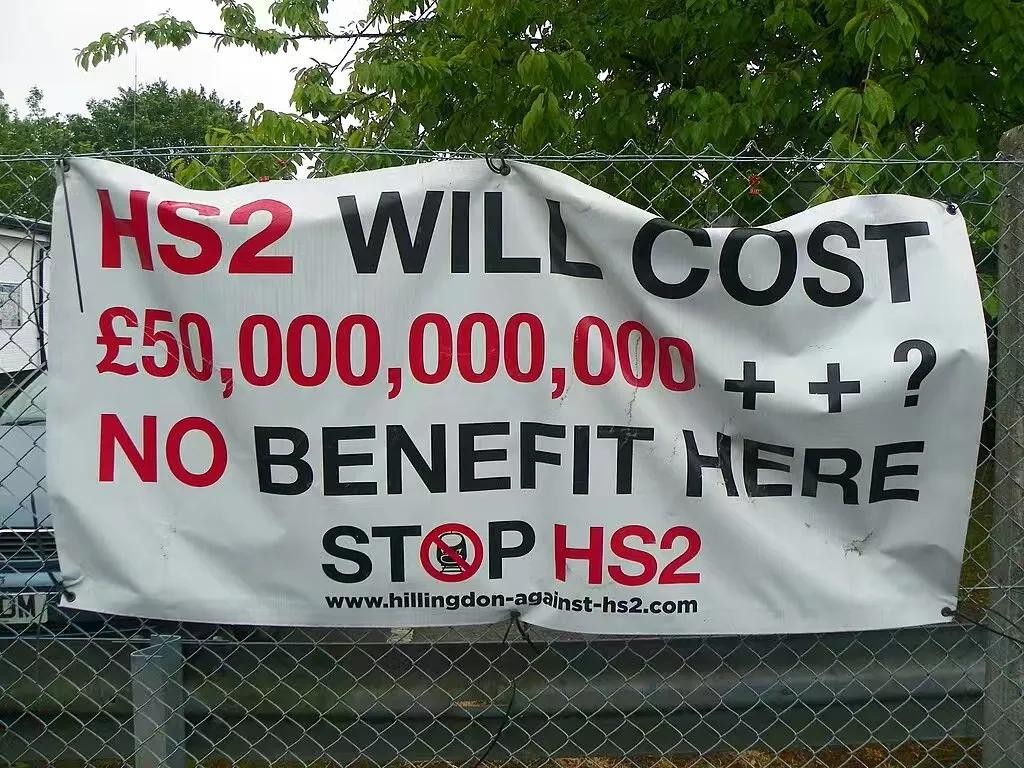 HS2 WILL COST
£50,000,000,000 ++?
NO BENEFIT HERE
STOP HS2
www.hillingdon-against-hs2.com